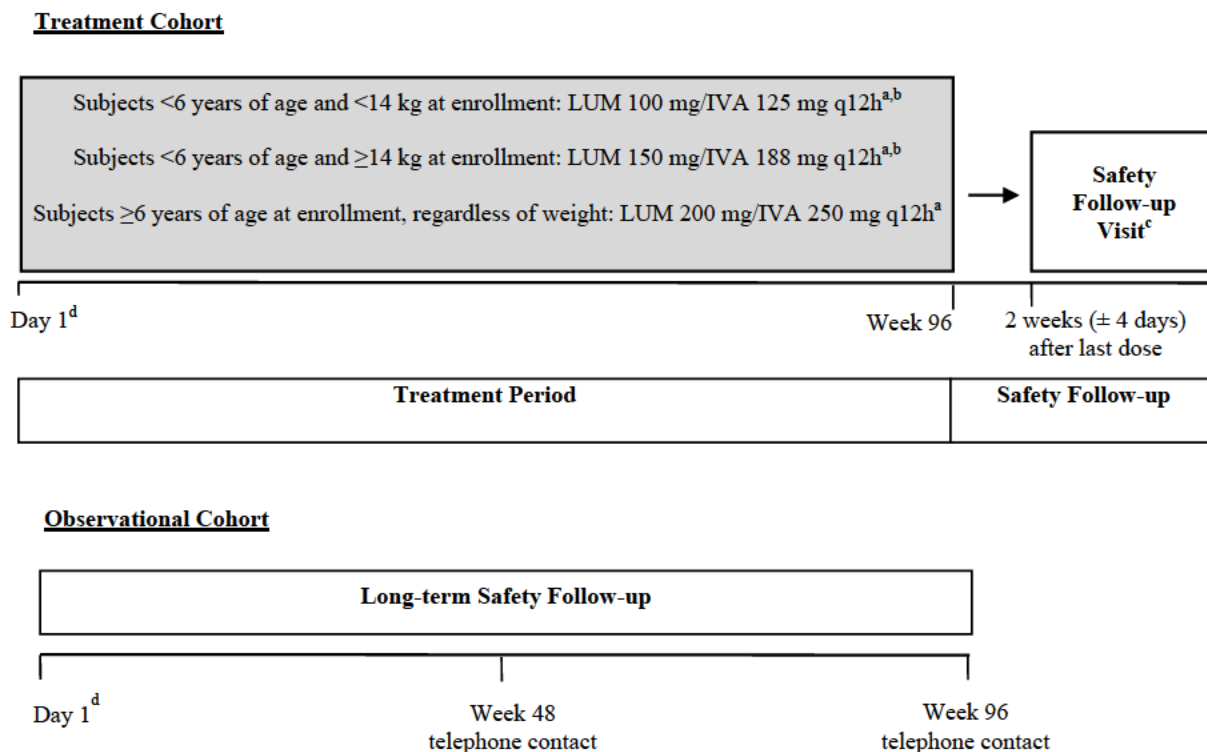 Treatment Cohort
Subjects <6 years of age and <14 kg at enrollment: LUM 100 mg/IVA 125 mg q12h^a,b
Subjects <6 years of age and ≥14 kg at enrollment: LUM 150 mg/IVA 188 mg q12h^a,b
Subjects ≥6 years of age at enrollment, regardless of weight: LUM 200 mg/IVA 250 mg q12h^a
Safety
Follow-up
Visit^c
Day 1^d
Week 96
2 weeks (± 4 days)
after last dose
Treatment Period
Safety Follow-up
Observational Cohort
Long-term Safety Follow-up
Day 1^d
Week 48
telephone contact
Week 96
telephone contact